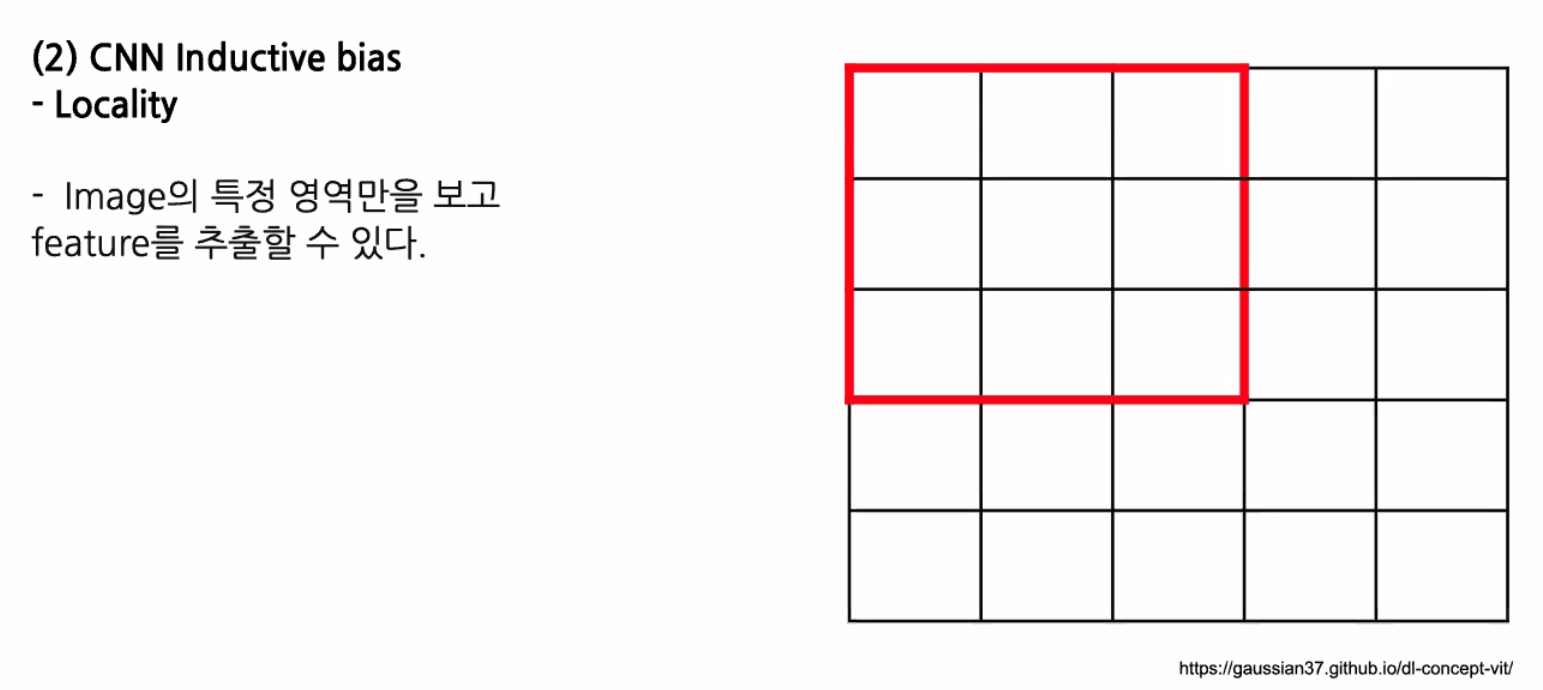 (2) CNN Inductive bias
- Locality
- Image의 특정 영역만을 보고
feature를 추출할 수 있다.
https://gaussian37.github.io/dl-concept-vit/